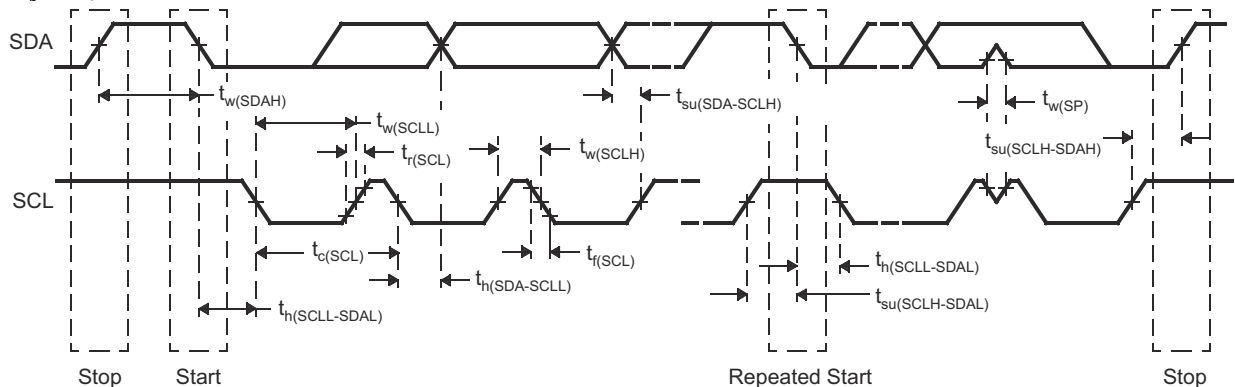 SDA
t_w(SDAH)
t_su(SDA-SCLH)
t_w(SP)
t_w(SCLL)
t_r(SCL)
t_w(SCLH)
t_su(SCLH-SDAH)
SCL
t_c(SCL)
t_f(SCL)
t_h(SCLL-SDAL)
t_h(SDA-SCLL)
t_su(SCLH-SDAL)
t_h(SCLL-SDAL)
Stop
Start
Repeated Start
Stop